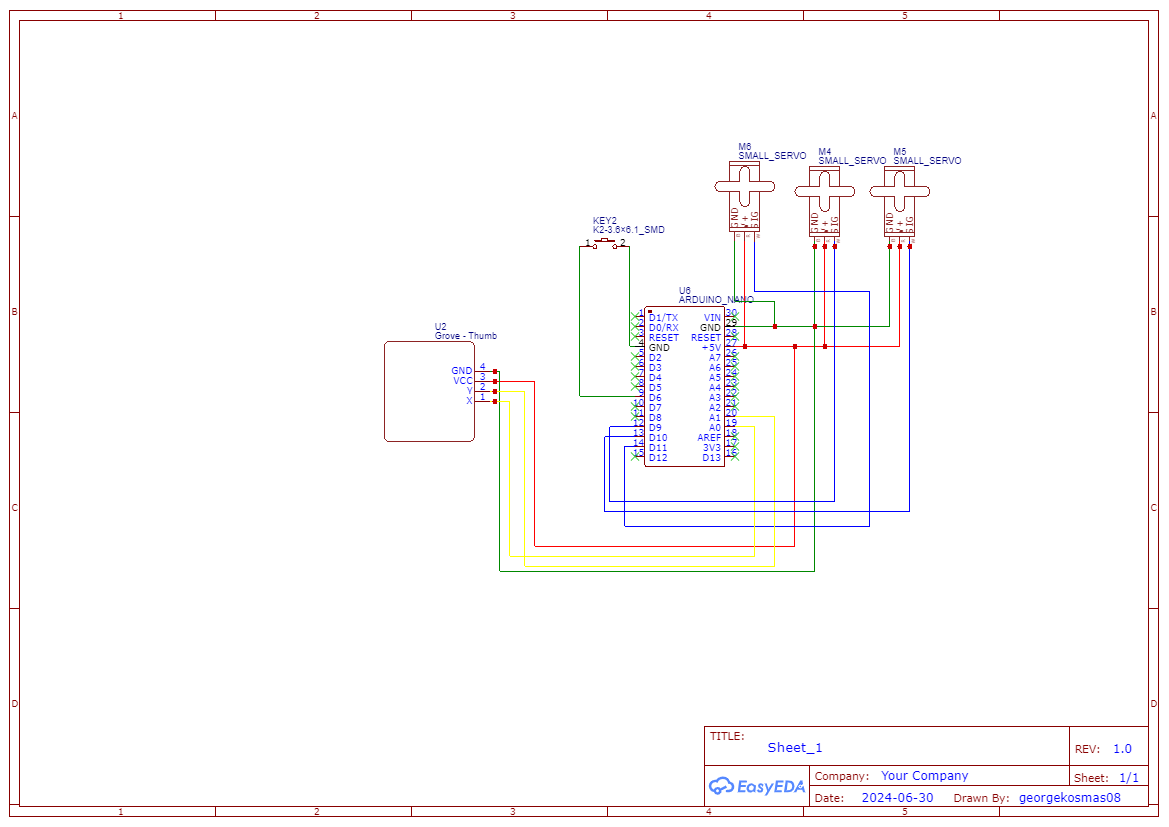 1 2 3 4 5
A A
B B
C C
D D
M6
SMALL_SERVO
M4
SMALL_SERVO
M5
SMALL_SERVO
GND
V+
SIG
GND
V+
SIG
GND
V+
SIG
KEY2
K2-3.6×6.1_SMD
1 2
U6
ARDUINO_NANO
1 D1/TX VIN 30
2 D0/RX GND 29
3 RESET RESET 28
4 GND +5V 27
5 D2 A7 26
6 D3 A6 25
7 D4 A5 24
8 D5 A4 23
9 D6 A3 22
10 D7 A2 21
11 D8 A1 20
12 D9 A0 19
13 D10 AREF 18
14 D11 3V3 17
15 D12 D13 16
U2
Grove - Thumb
GND 4
VCC 3
Y 2
X 1
TITLE:
Sheet_1
REV: 1.0
EasyEDA
Company: Your Company
Sheet: 1/1
Date: 2024-06-30 Drawn By: georgekosmas08
1 2 3 4 5